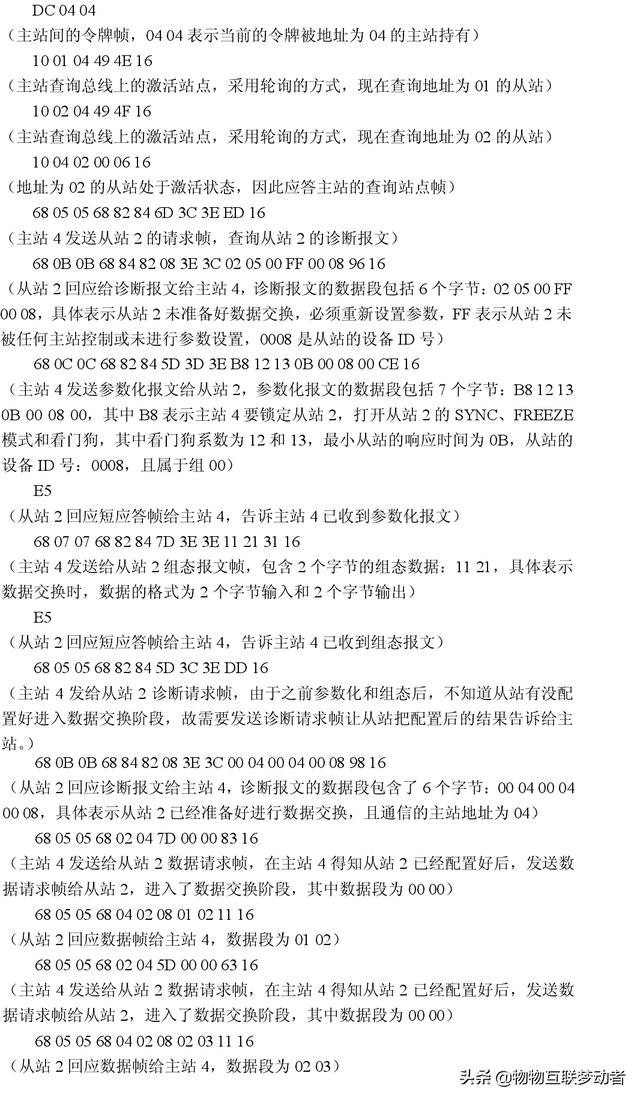 DC 04 04
（主站间的令牌帧，04 04 表示当前的令牌被地址为 04 的主站持有）
10 01 04 49 4E 16
（主站查询总线上的激活站点，采用轮询的方式，现在查询地址为 01 的从站）
10 02 04 49 4F 16
（主站查询总线上的激活站点，采用轮询的方式，现在查询地址为 02 的从站）
10 04 02 00 06 16
（地址为 02 的从站处于激活状态，因此应答主站的查询站点帧）
68 05 05 68 82 84 6D 3C 3E ED 16
（主站 4 发送从站 2 的请求帧，查询从站 2 的诊断报文）
68 0B 0B 68 84 82 08 3E 3C 02 05 00 FF 00 08 96 16
（从站 2 回应给诊断报文给主站 4，诊断报文的数据段包括 6 个字节：02 05 00 FF
00 08，具体表示从站 2 未准备好数据交换，必须重新设置参数，FF 表示从站 2 未
被任何主站控制或未进行参数设置，0008 是从站的设备 ID 号）
68 0C 0C 68 82 84 5D 3D 3E B8 12 13 0B 00 08 00 CE 16
（主站 4 发送参数化报文给从站 2，参数化报文的数据段包括 7 个字节：B8 12 13
0B 00 08 00，其中 B8 表示主站 4 要锁定从站 2，打开从站 2 的 SYNC、FREEZE
模式和看门狗，其中看门狗系数为 12 和 13，最小从站的响应时间为 0B，从站的
设备 ID 号：0008，且属于组 00）
E5
（从站 2 回应短应答帧给主站 4，告诉主站 4 已收到参数化报文）
68 07 07 68 82 84 7D 3E 3E 11 21 31 16
（主站 4 发送给从站 2 组态报文帧，包含 2 个字节的组态数据：11 21，具体表示
数据交换时，数据的格式为 2 个字节输入和 2 个字节输出）
E5
（从站 2 回应短应答帧给主站 4，告诉主站 4 已收到组态报文）
68 05 05 68 82 84 5D 3C 3E DD 16
（主站 4 发给从站 2 诊断请求帧，由于之前参数化和组态后，不知道从站有没配
置好进入数据交换阶段，故需要发送诊断请求帧让从站把配置后的结果告诉给主
站。）
68 0B 0B 68 84 82 08 3E 3C 00 04 00 04 00 08 98 16
（从站 2 回应诊断报文给主站 4，诊断报文的数据段包含了 6 个字节：00 04 00 04
00 08，具体表示从站 2 已经准备好进行数据交换，且通信的主站地址为 04）
68 05 05 68 02 04 7D 00 00 83 16
（主站 4 发送给从站 2 数据请求帧，在主站 4 得知从站 2 已经配置好后，发送数
据请求帧给从站 2，进入了数据交换阶段，其中数据段为 00 00）
68 05 05 68 04 02 08 01 02 11 16
（从站 2 回应数据帧给主站 4，数据段为 01 02）
68 05 05 68 02 04 5D 00 00 63 16
（主站 4 发送给从站 2 数据请求帧，在主站 4 得知从站 2 已经配置好后，发送数
据请求帧给从站 2，进入了数据交换阶段，其中数据段为 00 00）
68 05 05 68 04 02 08 02 03 11 16
（从站 2 回应数据帧给主站 4，数据段为 02 03）
头条 @物物互联梦动者